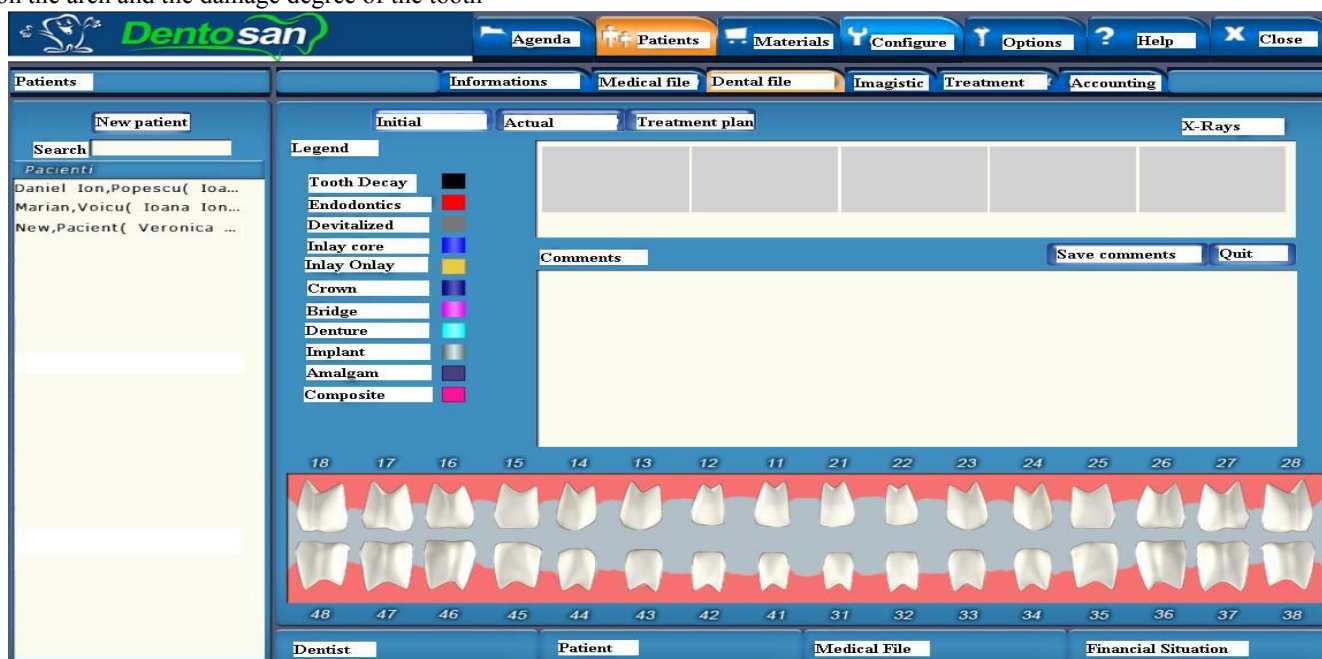 on the arch and the damage degree of the tooth
Dentosan
Agenda Patients Materials Configure Options ? Help X Close
Patients
Informations Medical file Dental file Imagistic Treatment Accounting
New patient
Search
Pacienti
Daniel Ion,Popescu( Ioa...
Marian,Voicu( Ioana Ion...
New,Pacient( Veronica ...
Initial Actual Treatment plan
X-Rays
Legend
Tooth Decay
Endodontics
Devitalized
Inlay core
Inlay Onlay
Crown
Bridge
Denture
Implant
Amalgam
Composite
Comments
Save comments Quit
18 17 16 15 14 13 12 11 21 22 23 24 25 26 27 28
48 47 46 45 44 43 42 41 31 32 33 34 35 36 37 38
Dentist Patient Medical File Financial Situation